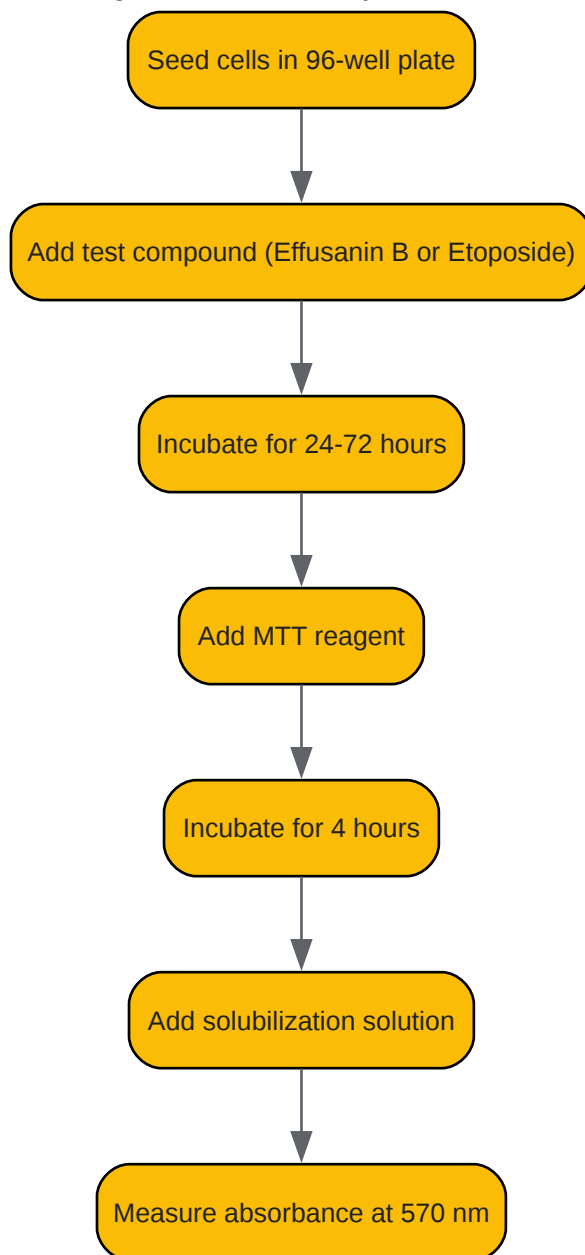 Seed cells in 96-well plate
Add test compound (Effusanin B or Etoposide)
Incubate for 24-72 hours
Add MTT reagent
Incubate for 4 hours
Add solubilization solution
Measure absorbance at 570 nm